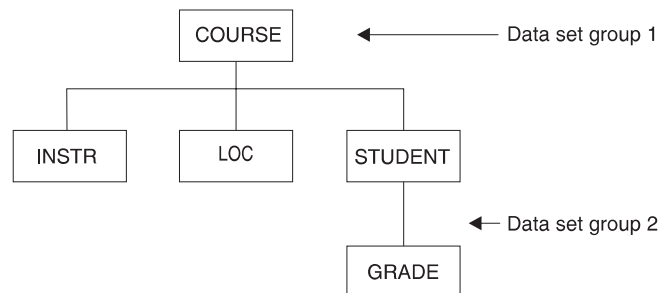 COURSE
Data set group 1
INSTR
LOC
STUDENT
Data set group 2
GRADE